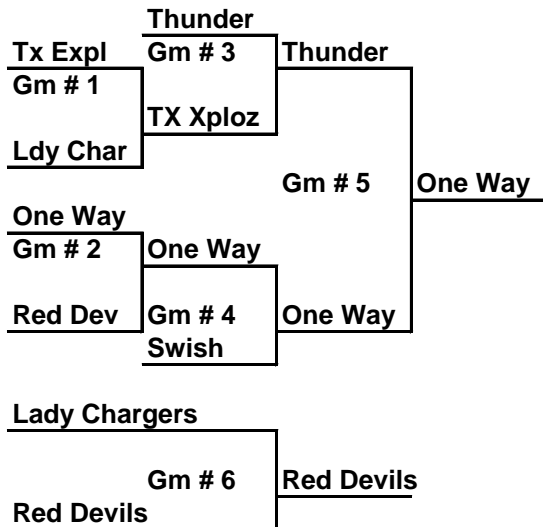 Thunder
Tx Expl
Gm # 3
Thunder
Gm # 1
TX Xploz
Ldy Char
Gm # 5
One Way
One Way
Gm # 2
One Way
Red Dev
Gm # 4
One Way
Swish
Lady Chargers
Gm # 6
Red Devils
Red Devils